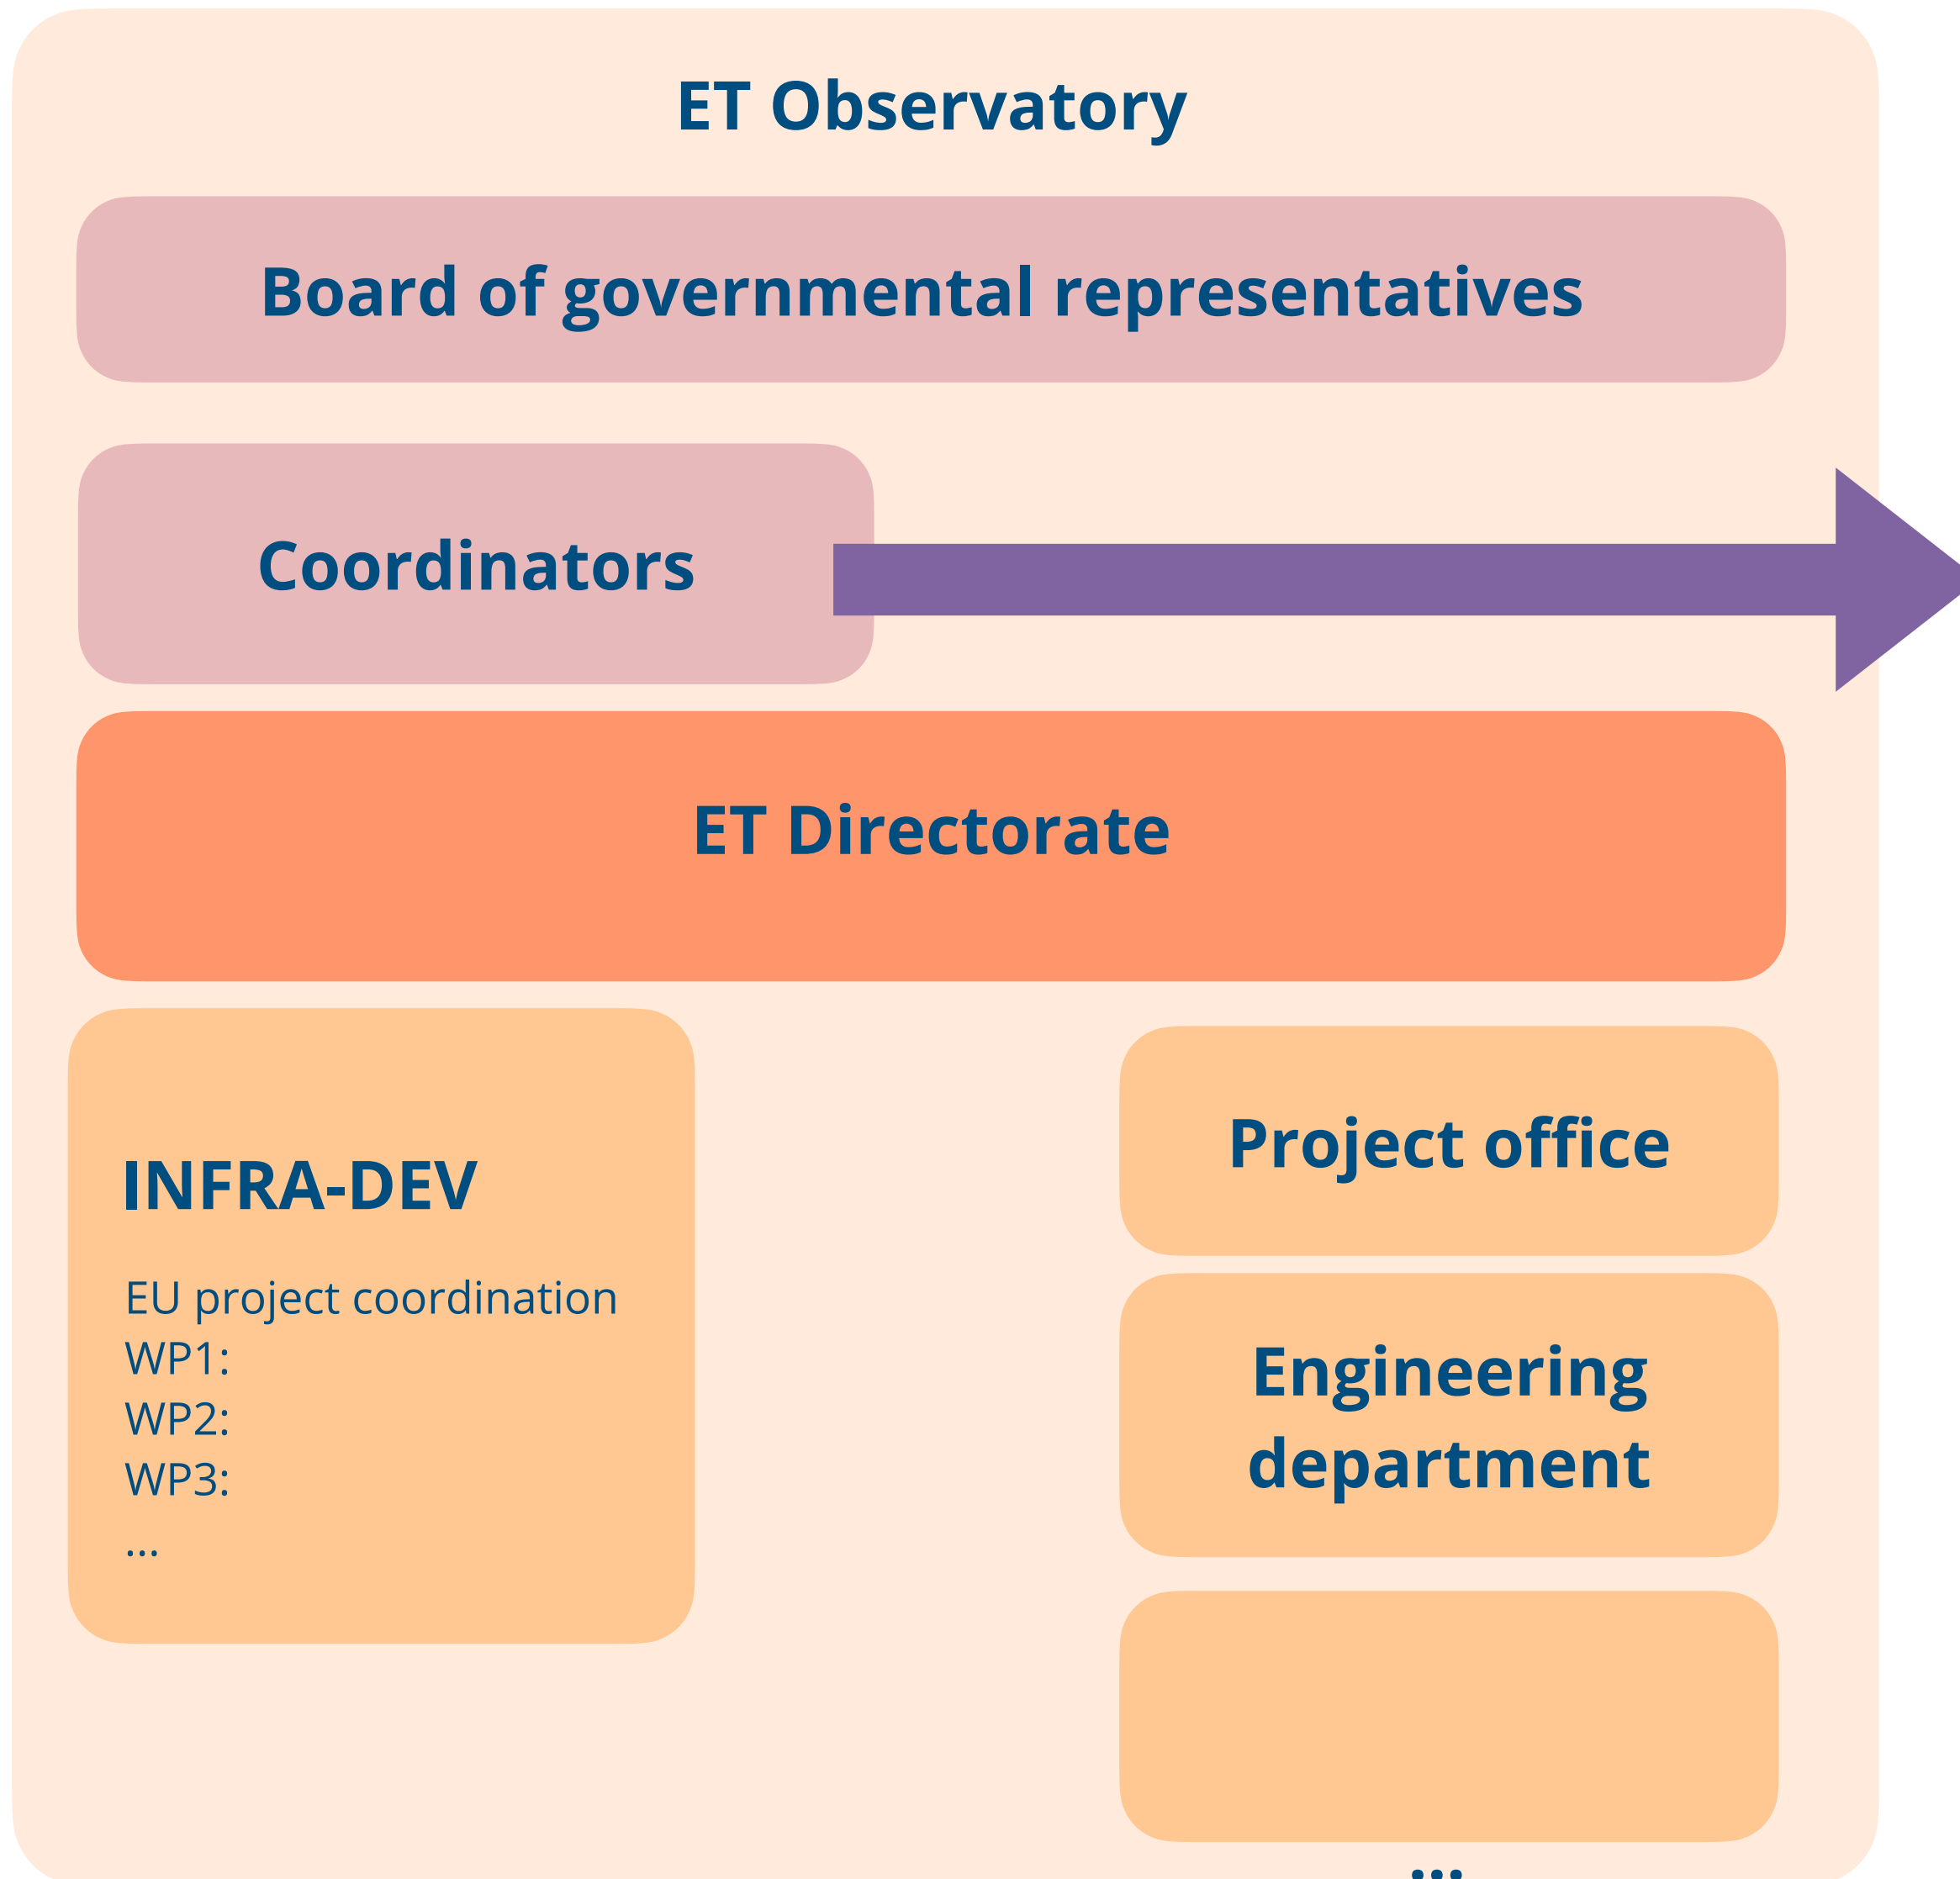 ET Observatory
Board of governmental representatives
Coordinators
ET Directorate
INFRA-DEV
EU project coordination
WP1:
WP2:
WP3:
...
Project office
Engineering
department
...